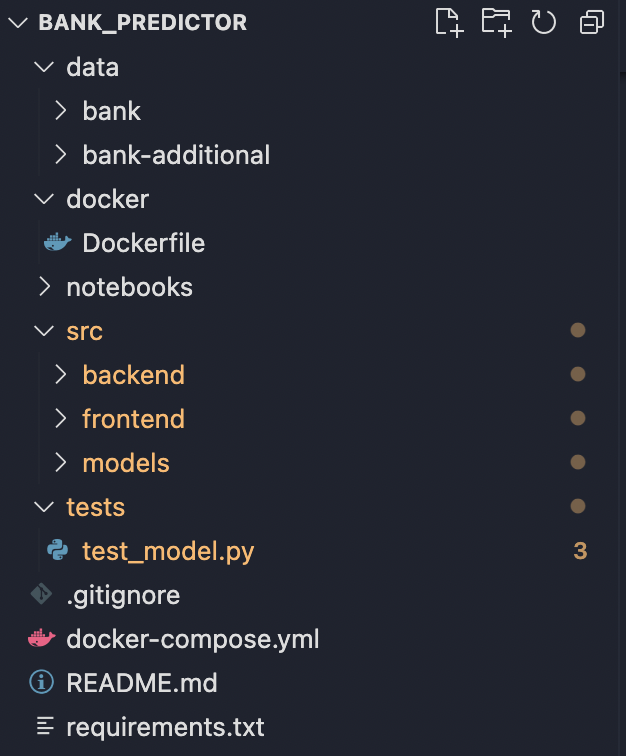 BANK_PREDICTOR
data
bank
bank-additional
docker
Dockerfile
notebooks
src
backend
frontend
models
tests
test_model.py 3
.gitignore
docker-compose.yml
README.md
requirements.txt